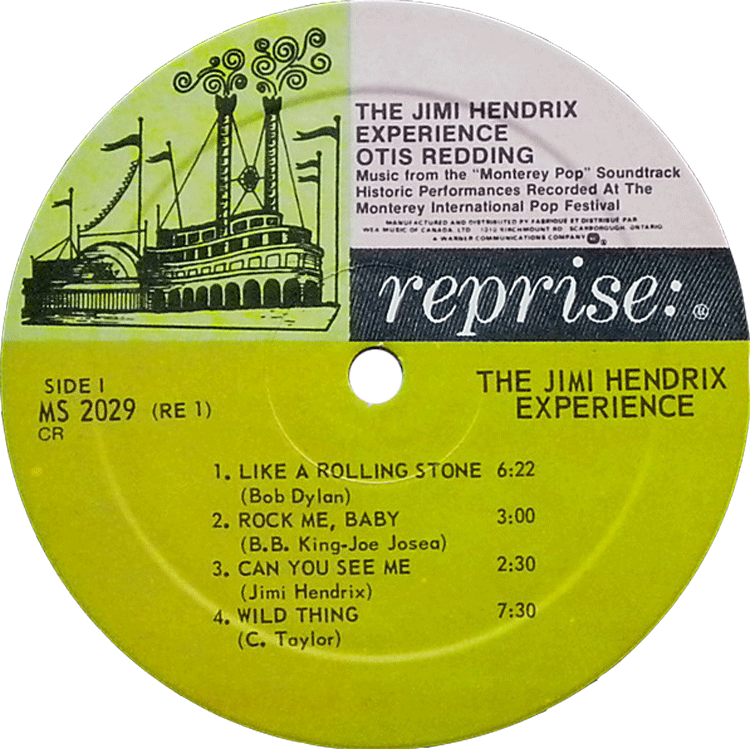 THE JIMI HENDRIX
EXPERIENCE
OTIS REDDING
Music from the "Monterey Pop" Soundtrack
Historic Performances Recorded At The
Monterey International Pop Festival
MANUFACTURED AND DISTRIBUTED BY FABRIQUÉ ET DISTRIBUÉ PAR
WEA MUSIC OF CANADA, LTD. 1810 BIRCHMOUNT RD. SCARBOROUGH, ONTARIO
A WARNER COMMUNICATIONS COMPANY
reprise: ®
SIDE I
MS 2029 (RE 1)
CR
THE JIMI HENDRIX
EXPERIENCE
1. LIKE A ROLLING STONE 6:22
(Bob Dylan)
2. ROCK ME, BABY 3:00
(B.B. King-Joe Josea)
3. CAN YOU SEE ME 2:30
(Jimi Hendrix)
4. WILD THING 7:30
(C. Taylor)